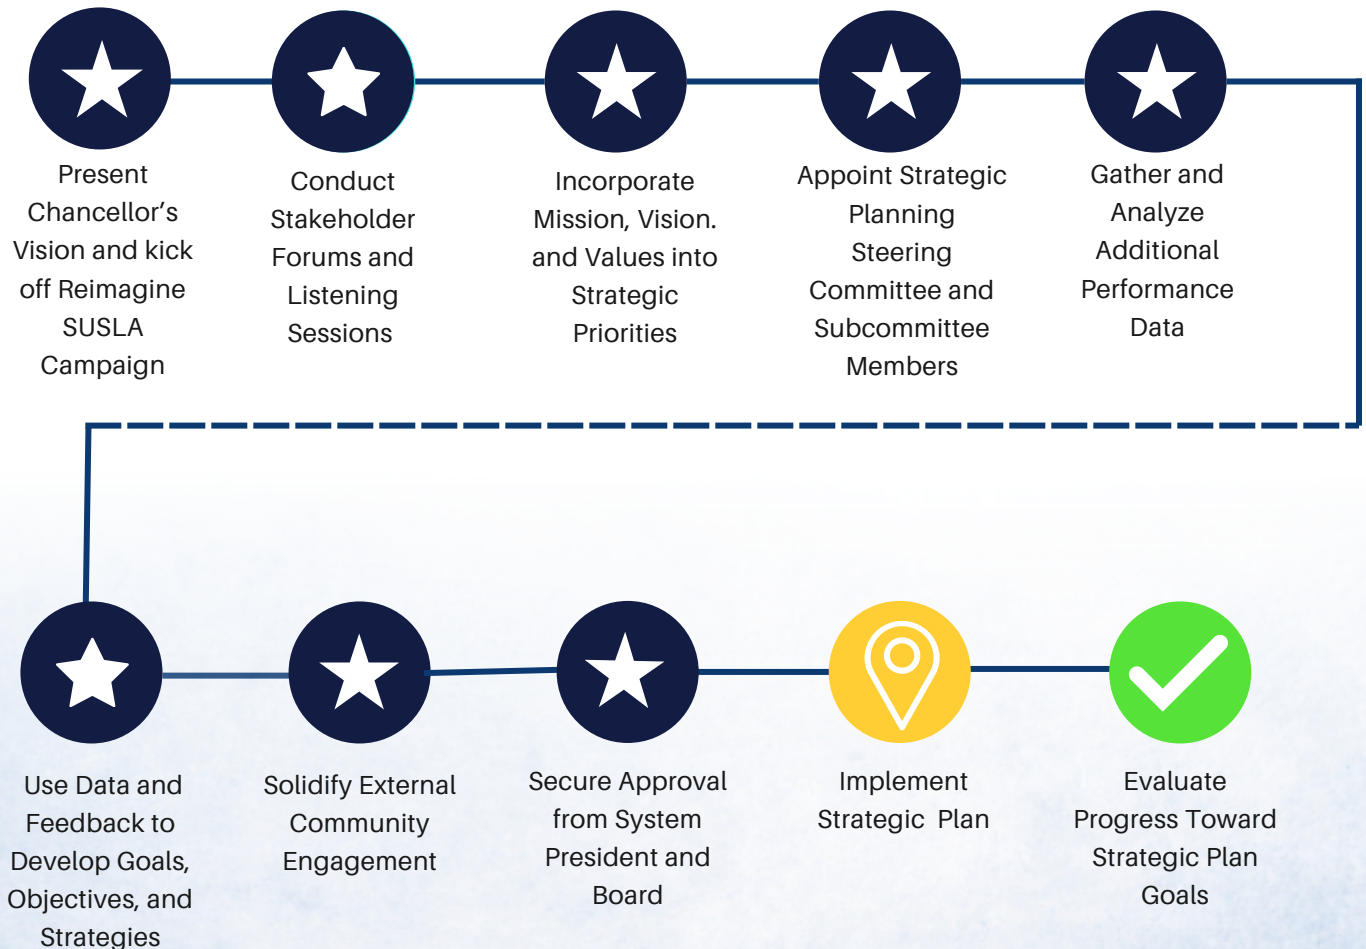 Present
Chancellor's
Vision and kick
off Reimagine
SUSLA
Campaign
Conduct
Stakeholder
Forums and
Listening
Sessions
Incorporate
Mission, Vision.
and Values into
Strategic
Priorities
Appoint Strategic
Planning
Steering
Committee and
Subcommittee
Members
Gather and
Analyze
Additional
Performance
Data
Use Data and
Feedback to
Develop Goals,
Objectives, and
Strategies
Solidify External
Community
Engagement
Secure Approval
from System
President and
Board
Implement
Strategic Plan
Evaluate
Progress Toward
Strategic Plan
Goals